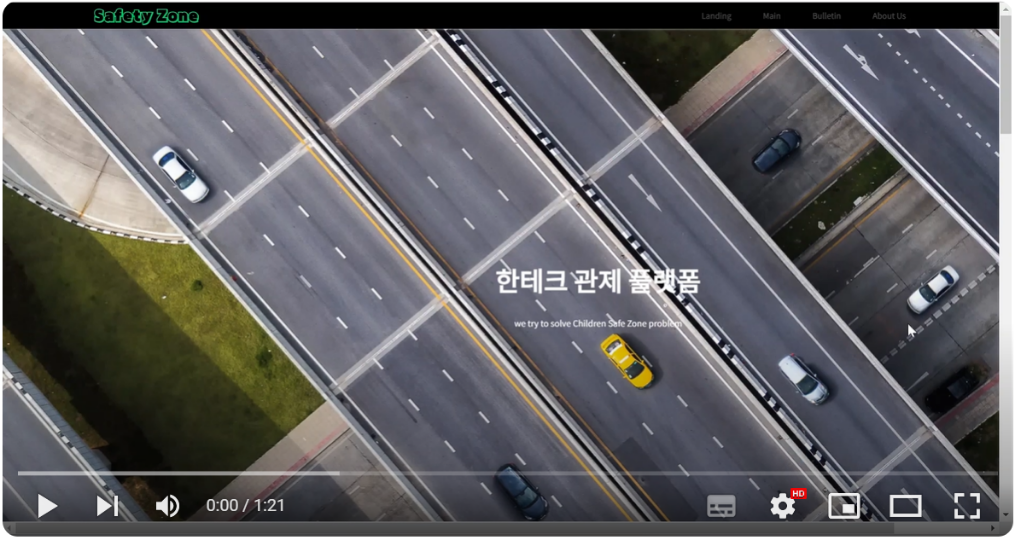 Safety Zone
Landing Main Bulletin About Us
한테크 관제 플랫폼
we try to solve Children Safe Zone problem
0:00 / 1:21
HD